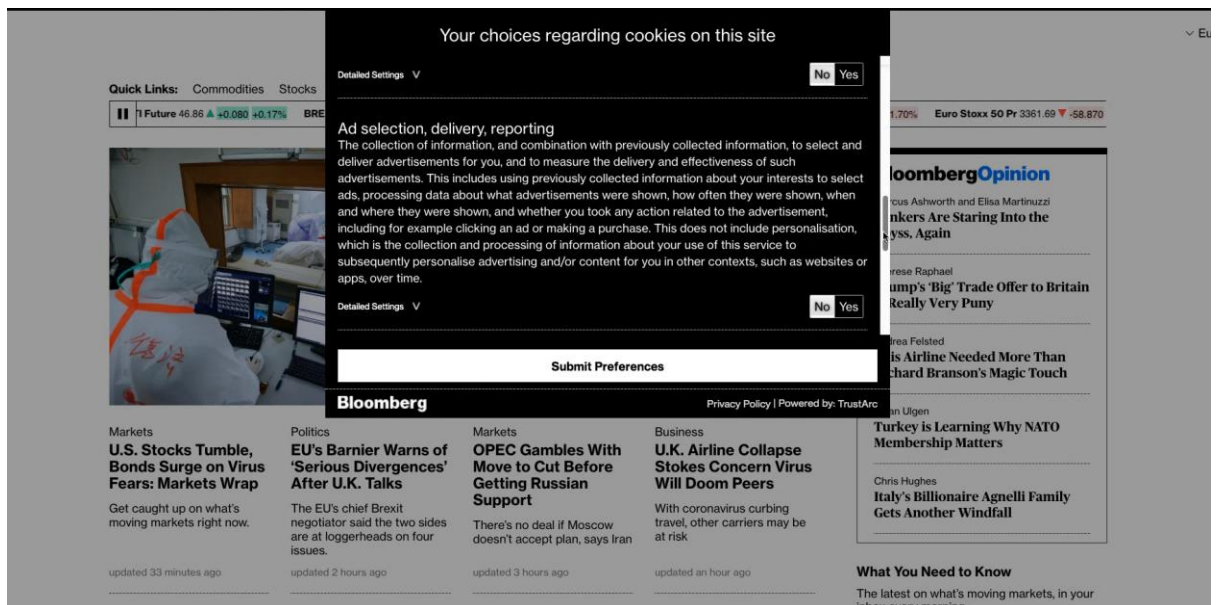 Your choices regarding cookies on this site
Detailed Settings
No Yes
Ad selection, delivery, reporting
The collection of information, and combination with previously collected information, to select and
deliver advertisements for you, and to measure the delivery and effectiveness of such
advertisements. This includes using previously collected information about your interests to select
ads, processing data about what advertisements were shown, how often they were shown, when
and where they were shown, and whether you took any action related to the advertisement,
including for example clicking an ad or making a purchase. This does not include personalisation,
which is the collection and processing of information about your use of this service to
subsequently personalise advertising and/or content for you in other contexts, such as websites or
apps, over time.
Detailed Settings
No Yes
Submit Preferences
Bloomberg
Privacy Policy | Powered by: TrustArc
Quick Links: Commodities Stocks
Future 46.86 +0.080 +0.17% BRE
1.70% Euro Stoxx 50 Pr 3361.69 -58.870
Markets
U.S. Stocks Tumble,
Bonds Surge on Virus
Fears: Markets Wrap
Get caught up on what's
moving markets right now.
updated 33 minutes ago
Politics
EU's Barnier Warns of
'Serious Divergences'
After U.K. Talks
The EU's chief Brexit
negotiator said the two sides
are at loggerheads on four
issues.
updated 2 hours ago
Markets
OPEC Gambles With
Move to Cut Before
Getting Russian
Support
There's no deal if Moscow
doesn't accept plan, says Iran
updated 3 hours ago
Business
U.K. Airline Collapse
Stokes Concern Virus
Will Doom Peers
With coronavirus curbing
travel, other carriers may be
at risk
updated an hour ago
loombergOpinion
rcus Ashworth and Elisa Martinuzzi
nkers Are Staring Into the
yss, Again
erese Raphael
ump's 'Big' Trade Offer to Britain
Really Very Puny
drea Felsted
is Airline Needed More Than
chard Branson's Magic Touch
an Ulgen
Turkey is Learning Why NATO
Membership Matters
Chris Hughes
Italy's Billionaire Agnelli Family
Gets Another Windfall
What You Need to Know
The latest on what's moving markets, in your